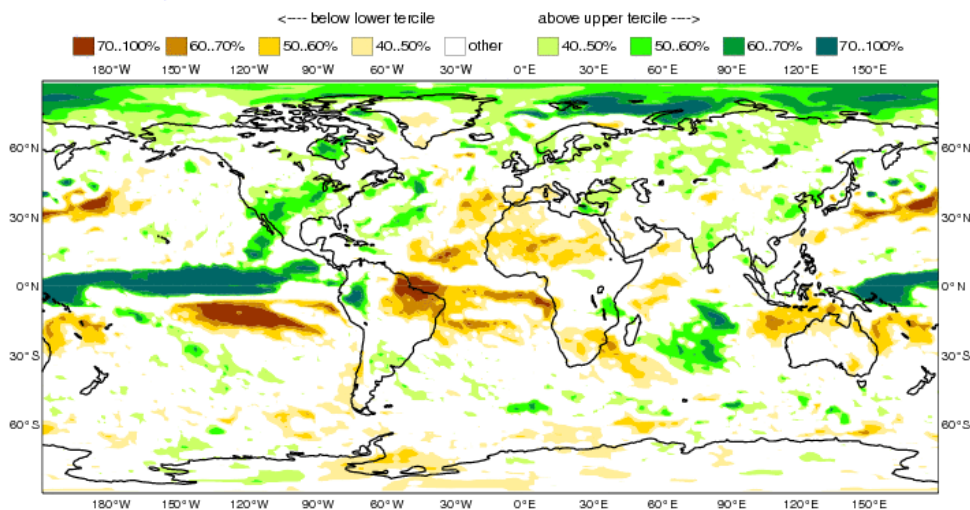 <---- below lower tercile above upper tercile ---->
70..100% 60..70% 50..60% 40..50% other 40..50% 50..60% 60..70% 70..100%
180°W 150°W 120°W 90°W 60°W 30°W 0°E 30°E 60°E 90°E 120°E 150°E
60°N 60°N
30°N 30°N
0°N 0°N
30°S 30°S
60°S 60°S
180°W 150°W 120°W 90°W 60°W 30°W 0°E 30°E 60°E 90°E 120°E 150°E